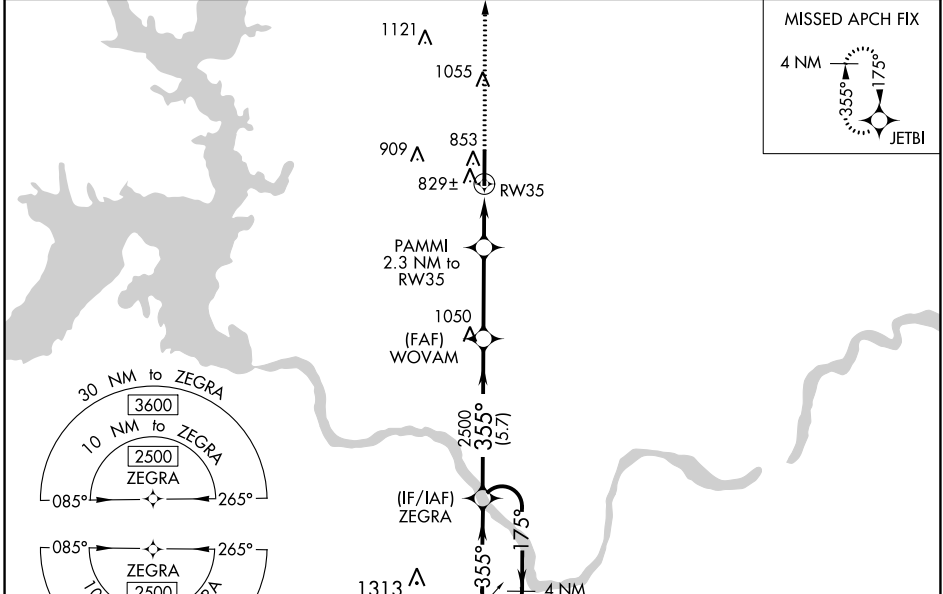 MISSED APCH FIX
4 NM
355°
175°
JETBI
1121
1055
909
853
829±
RW35
PAMMI
2.3 NM to
RW35
1050
(FAF)
WOVAM
2500
355°
(5.7)
(IF/IAF)
ZEGRA
175°
355°
4 NM
1313
30 NM to ZEGRA
3600
10 NM to ZEGRA
2500
ZEGRA
085°
265°
085°
265°
ZEGRA
2500